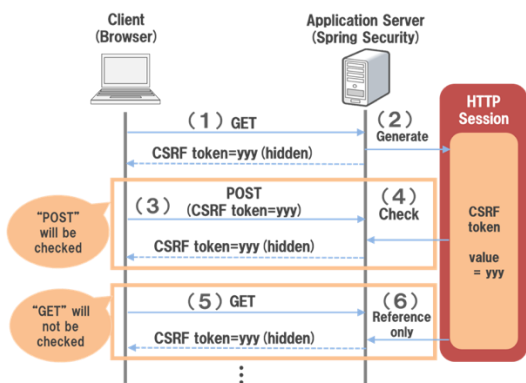 Client
(Browser)
Application Server
(Spring Security)
HTTP
Session
(1) GET
(2)
Generate
CSRF token=yyy (hidden)
"POST"
will be
checked
(3)
POST
(CSRF token=yyy)
(4)
Check
CSRF token=yyy (hidden)
CSRF
token
value
= yyy
"GET" will
not be
checked
(5) GET
(6)
Reference
only
CSRF token=yyy (hidden)